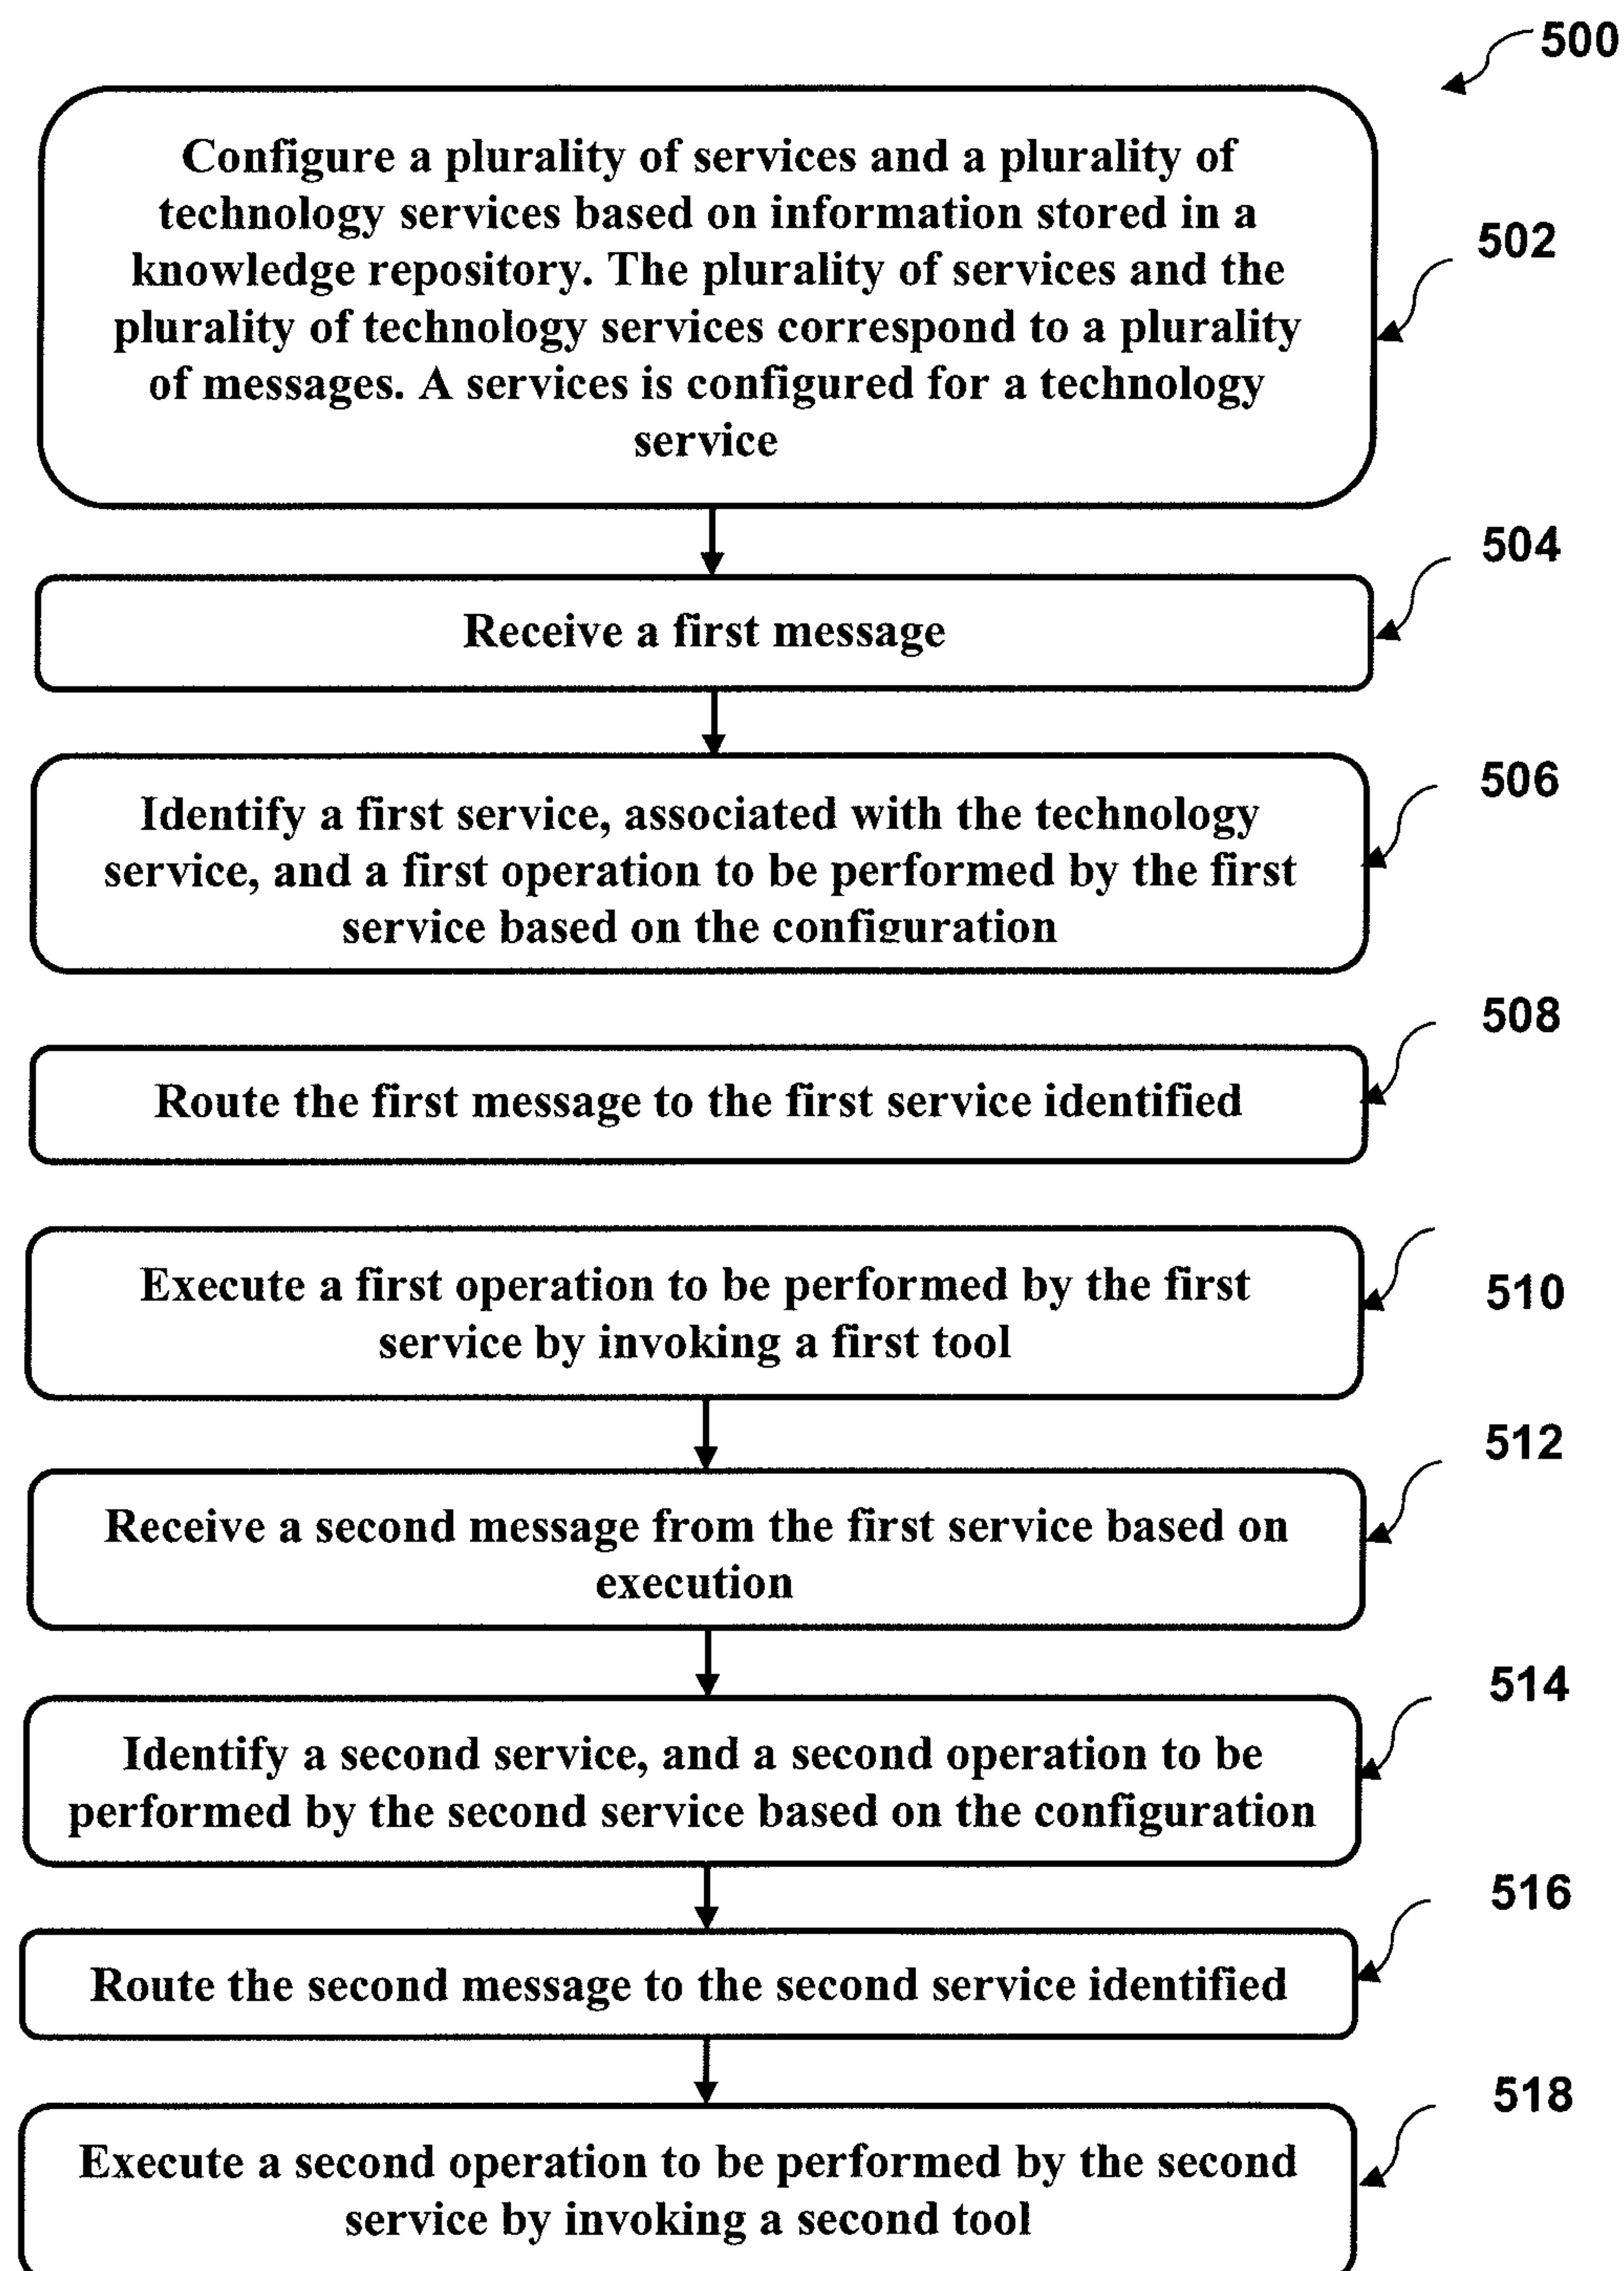 500
Configure a plurality of services and a plurality of
technology services based on information stored in a
knowledge repository. The plurality of services and the
plurality of technology services correspond to a plurality
of messages. A services is configured for a technology
service
502
504
Receive a first message
506
Identify a first service, associated with the technology
service, and a first operation to be performed by the first
service based on the configuration
508
Route the first message to the first service identified
510
Execute a first operation to be performed by the first
service by invoking a first tool
512
Receive a second message from the first service based on
execution
514
Identify a second service, and a second operation to be
performed by the second service based on the configuration
516
Route the second message to the second service identified
518
Execute a second operation to be performed by the second
service by invoking a second tool